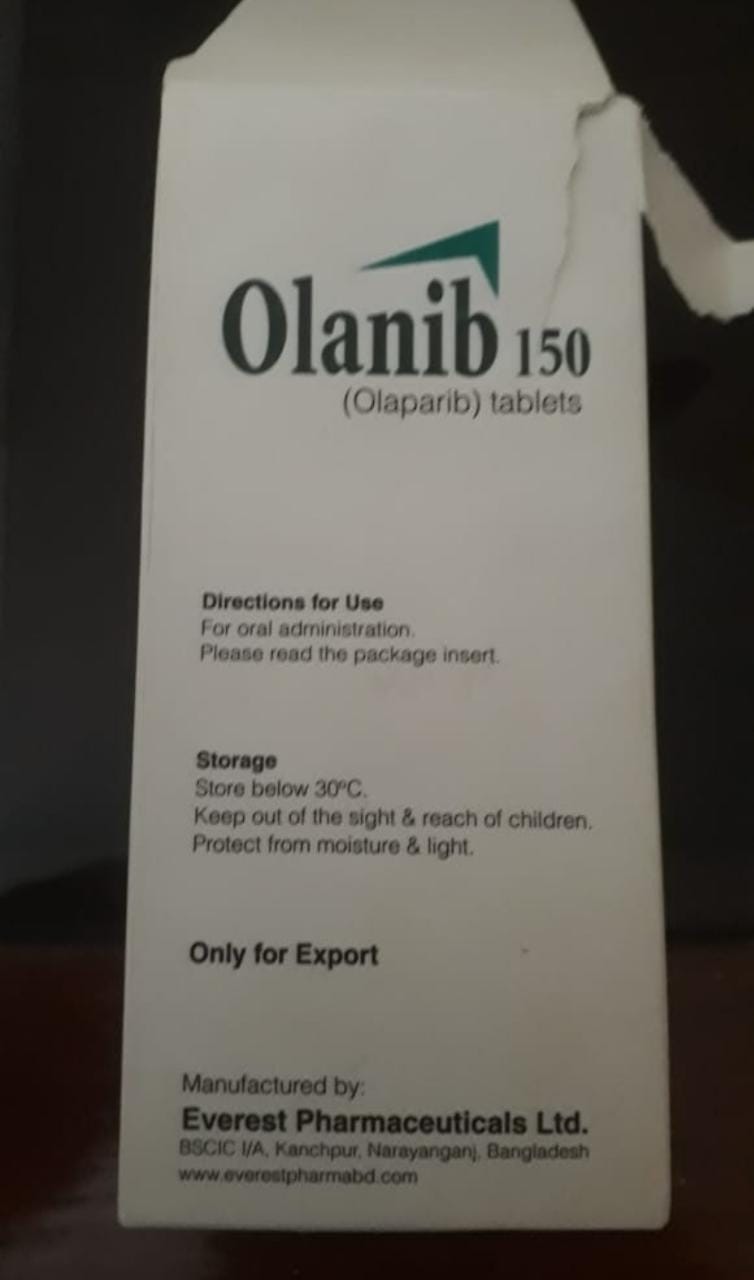 Olanib 150
(Olaparib) tablets
Directions for Use
For oral administration.
Please read the package insert.
Storage
Store below 30ºC.
Keep out of the sight & reach of children.
Protect from moisture & light.
Only for Export
Manufactured by:
Everest Pharmaceuticals Ltd.
BSCIC I/A, Kanchpur, Narayanganj, Bangladesh
www.everestpharmabd.com